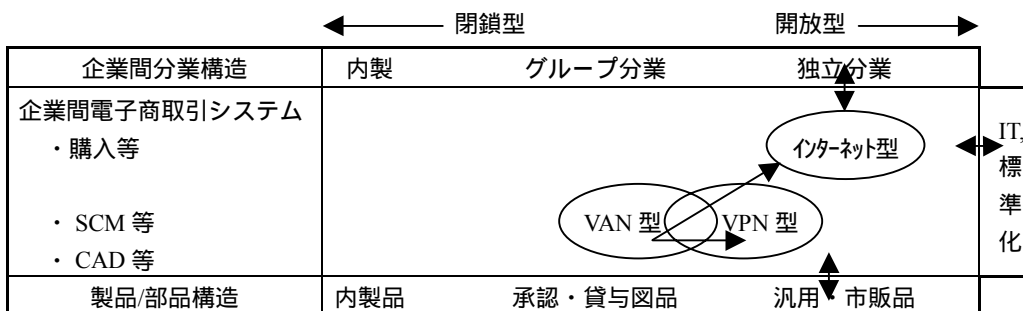 閉鎖型 開放型
企業間分業構造 内製 グループ分業 独立分業
企業間電子商取引システム
・購入等 インターネット型
IT,
標
準
化
・ SCM 等 VAN 型 VPN 型
・ CAD 等
製品/部品構造 内製品 承認・貸与図品 汎用・市販品